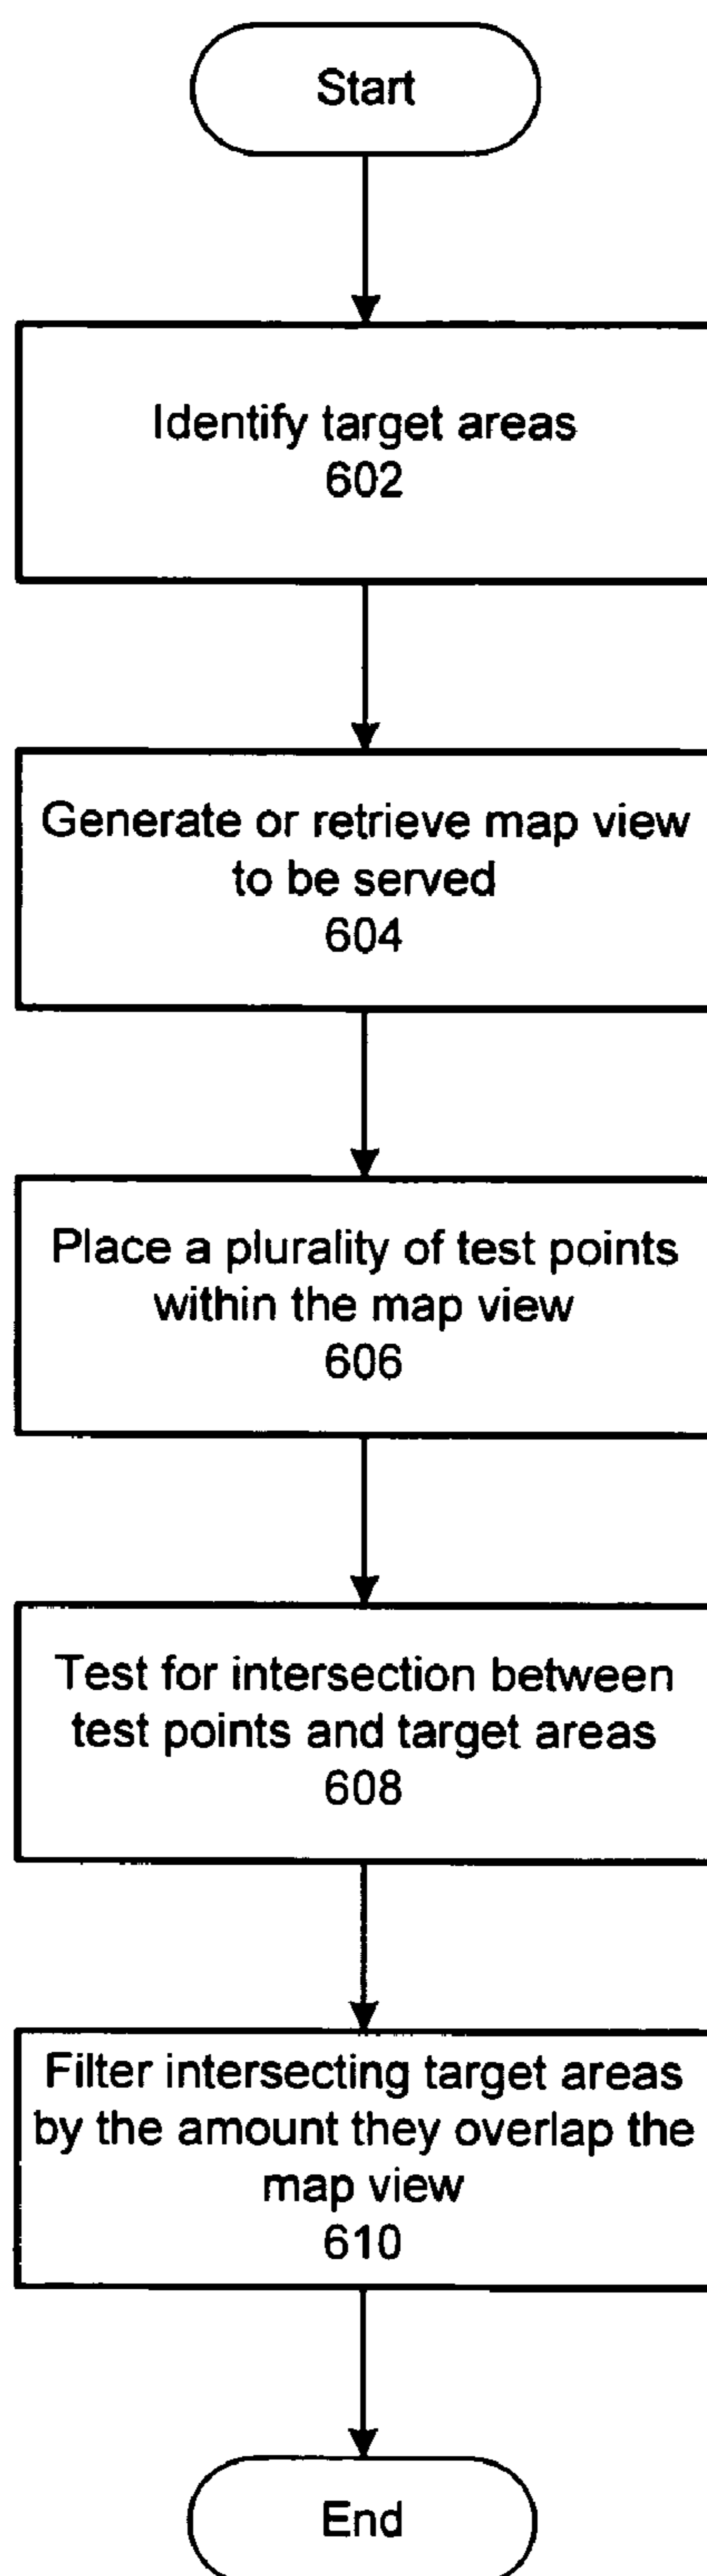 Start
Identify target areas
602
Generate or retrieve map view
to be served
604
Place a plurality of test points
within the map view
606
Test for intersection between
test points and target areas
608
Filter intersecting target areas
by the amount they overlap the
map view
610
End